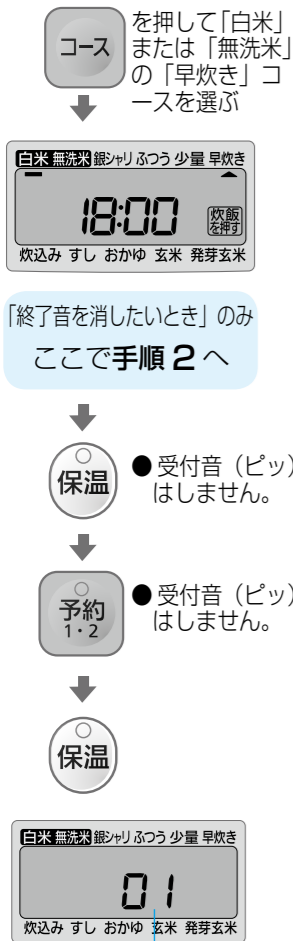 コース
を押して「白米」
または「無洗米」
の「早炊き」コ
ースを選ぶ
白米 無洗米 銀シャリ ふつう 少量 早炊き
18:00
炊飯
を押す
炊込み すし おかゆ 玄米 発芽玄米
「終了音を消したいとき」のみ
ここで手順 2 へ
保温
● 受付音（ピッ）
はしません。
予約
1・2
● 受付音（ピッ）
はしません。
保温
白米 無洗米 銀シャリ ふつう 少量 早炊き
01
炊込み すし おかゆ 玄米 発芽玄米